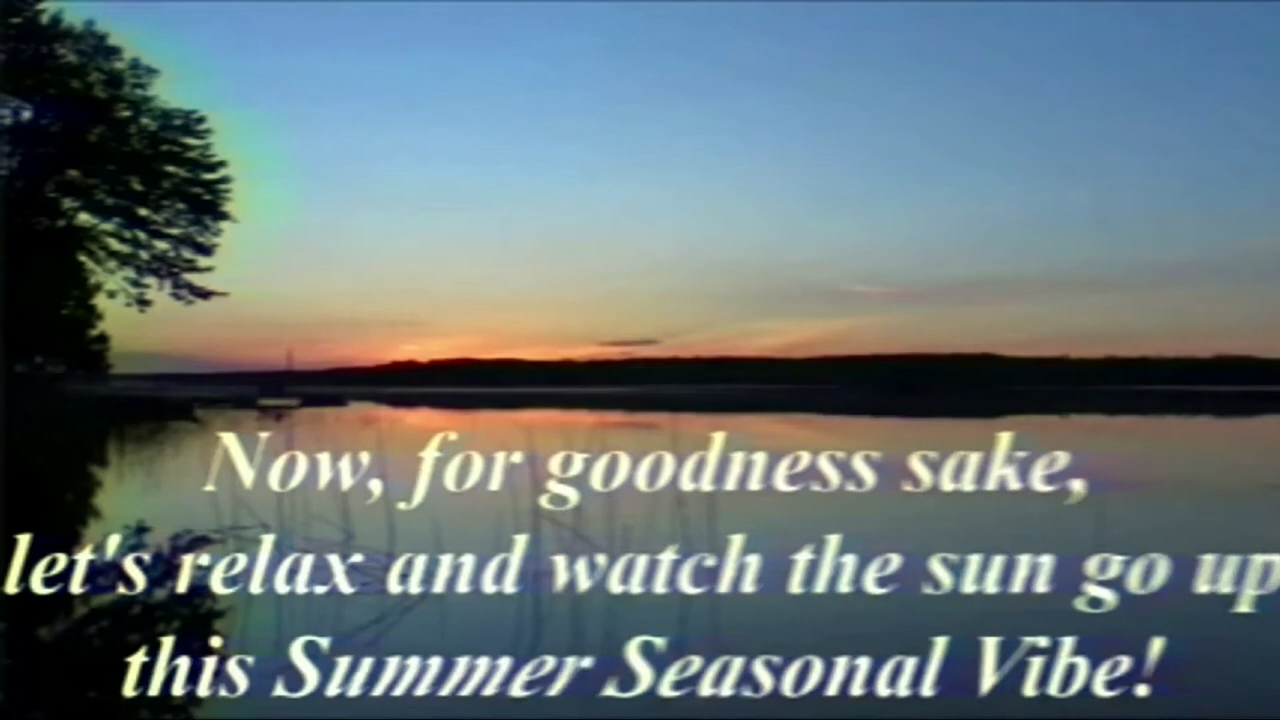 Now, for goodness sake,
let's relax and watch the sun go up
this Summer Seasonal Vibe!